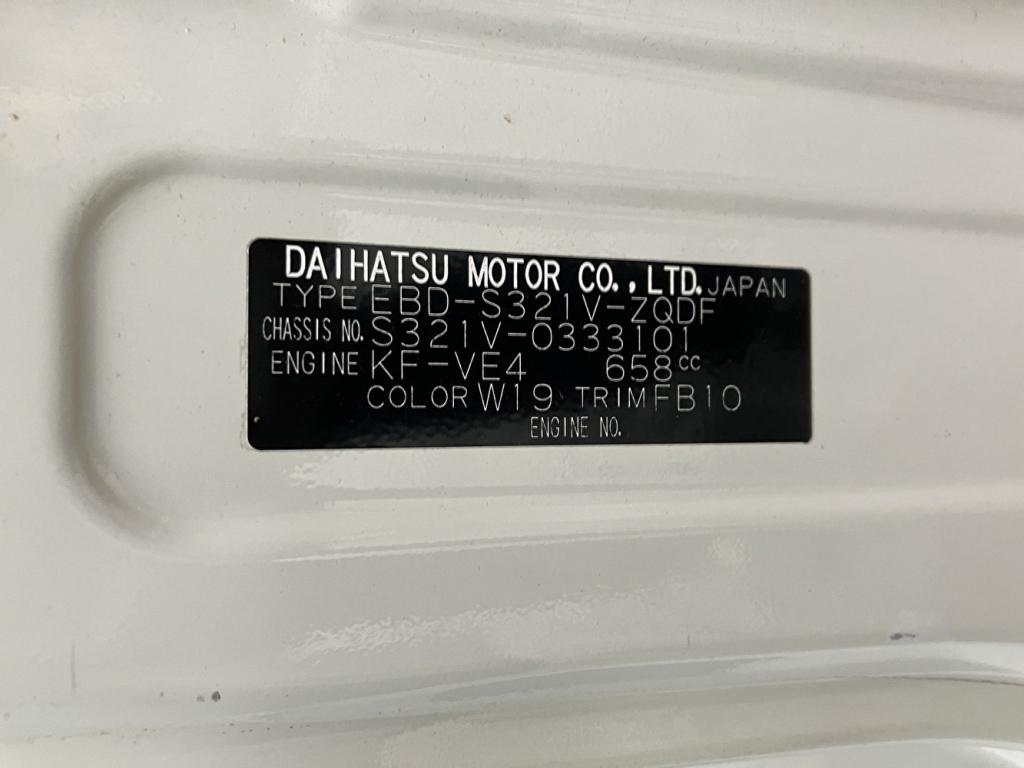 DAIHATSU MOTOR CO., LTD. JAPAN
TYPE EBD-S321V-ZQDF
CHASSIS NO. S321V-0333101
ENGINE KF-VE4 658cc
COLOR W19 TRIM FB10
ENGINE NO.